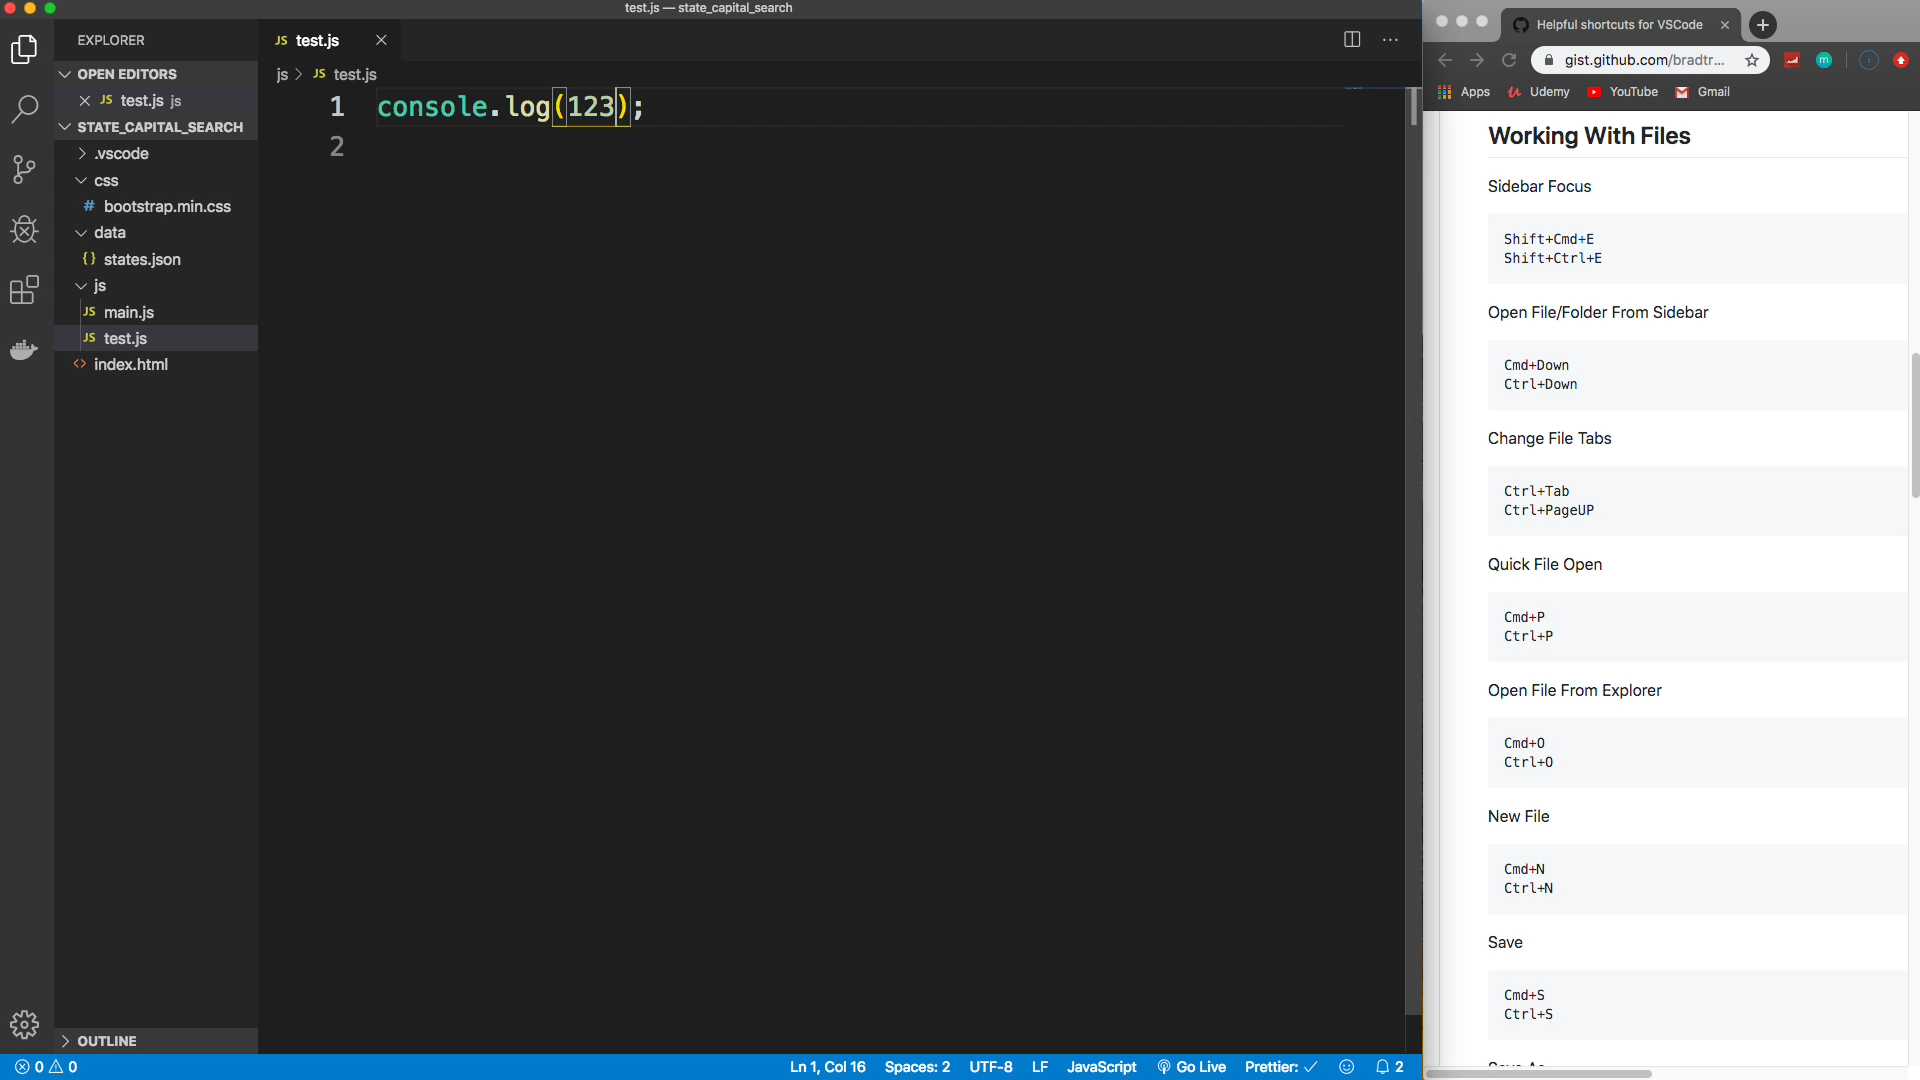 test.js — state_capital_search
EXPLORER
OPEN EDITORS
JS test.js js
STATE_CAPITAL_SEARCH
.vscode
css
# bootstrap.min.css
data
{} states.json
js
JS main.js
JS test.js
<> index.html
OUTLINE
JS test.js
js > JS test.js
1 console.log(123);
2
0 0
Ln 1, Col 16 Spaces: 2 UTF-8 LF JavaScript Go Live Prettier: ✓ 2
Helpful shortcuts for VSCode
gist.github.com/bradtr...
Apps Udemy YouTube Gmail
Working With Files
Sidebar Focus
Shift+Cmd+E
Shift+Ctrl+E
Open File/Folder From Sidebar
Cmd+Down
Ctrl+Down
Change File Tabs
Ctrl+Tab
Ctrl+PageUP
Quick File Open
Cmd+P
Ctrl+P
Open File From Explorer
Cmd+O
Ctrl+O
New File
Cmd+N
Ctrl+N
Save
Cmd+S
Ctrl+S
Save As